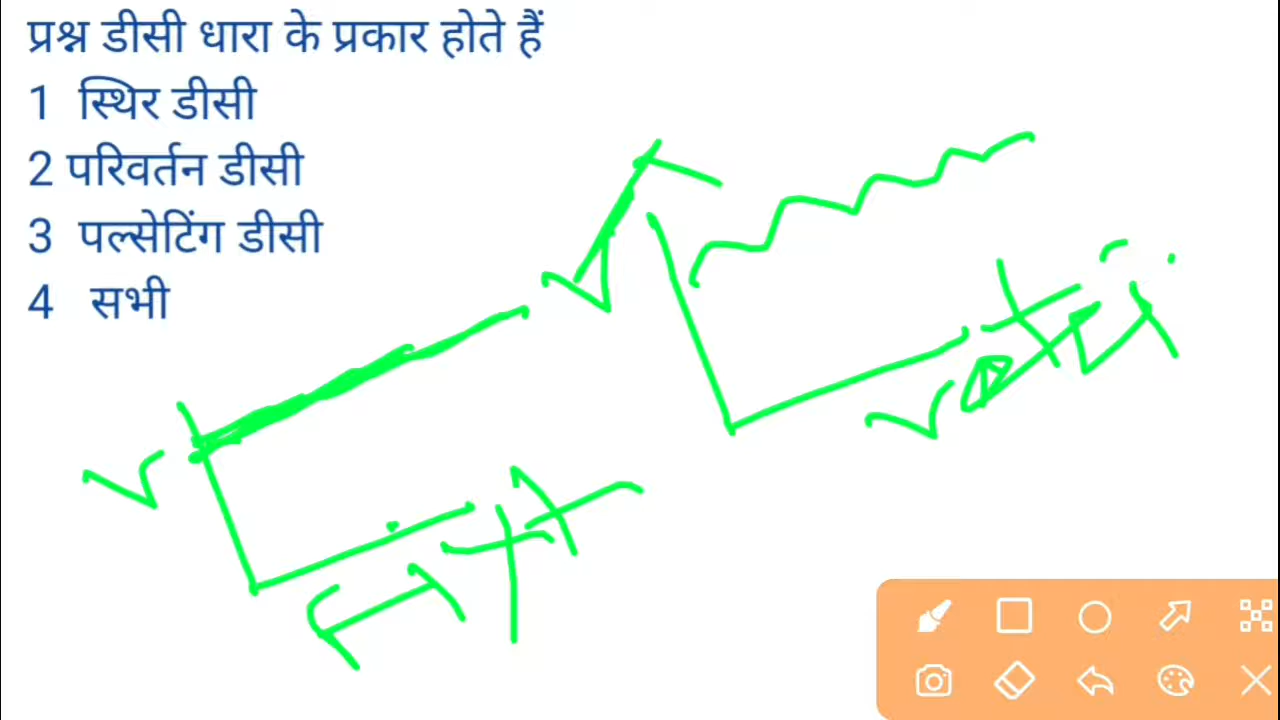 प्रश्न डीसी धारा के प्रकार होते हैं
1 स्थिर डीसी
2 परिवर्तन डीसी
3 पल्सेटिंग डीसी
4 सभी